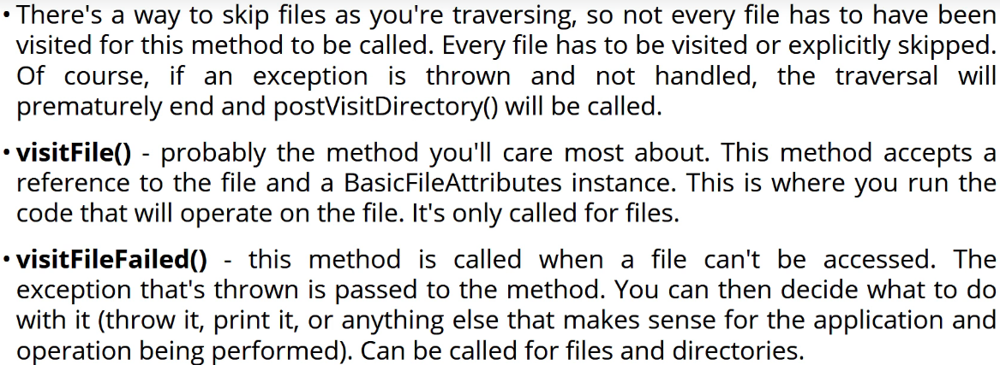 • There's a way to skip files as you're traversing, so not every file has to have been
visited for this method to be called. Every file has to be visited or explicitly skipped.
Of course, if an exception is thrown and not handled, the traversal will
prematurely end and postVisitDirectory() will be called.
• visitFile() - probably the method you'll care most about. This method accepts a
reference to the file and a BasicFileAttributes instance. This is where you run the
code that will operate on the file. It's only called for files.
• visitFileFailed() - this method is called when a file can't be accessed. The
exception that's thrown is passed to the method. You can then decide what to do
with it (throw it, print it, or anything else that makes sense for the application and
operation being performed). Can be called for files and directories.